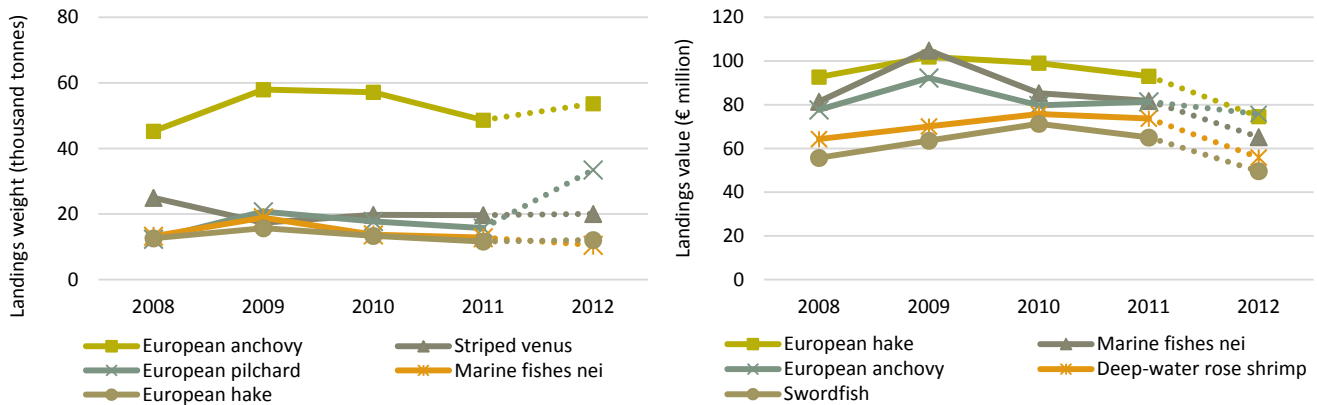 Landings weight (thousand tonnes)
80
60
40
20
0
2008 2009 2010 2011 2012
European anchovy Striped venus
European pilchard Marine fishes nei
European hake
Landings value (€ million)
120
100
80
60
40
20
0
2008 2009 2010 2011 2012
European hake Marine fishes nei
European anchovy Deep-water rose shrimp
Swordfish